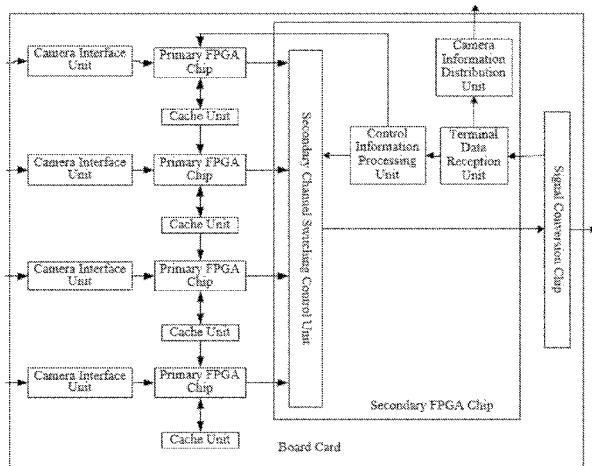 Camera Interface
Unit
Primary FPGA
Chip
Cache Unit
Camera Interface
Unit
Primary FPGA
Chip
Cache Unit
Camera Interface
Unit
Primary FPGA
Chip
Cache Unit
Camera Interface
Unit
Primary FPGA
Chip
Cache Unit
Secondary Channel Switching Control Unit
Control
Information
Processing
Unit
Camera
Information
Distribution
Unit
Terminal
Data
Reception
Unit
Signal Conversion Chip
Secondary FPGA Chip
Board Card